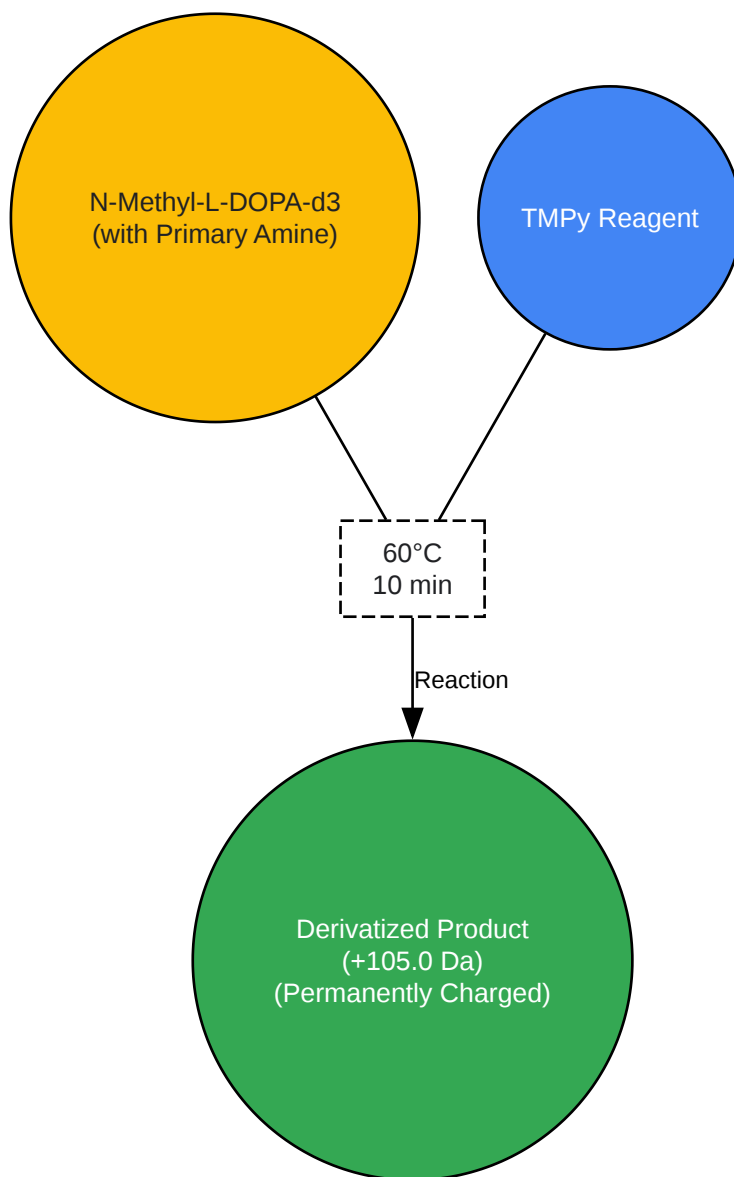 N-Methyl-L-DOPA-d3
(with Primary Amine)
TMPy Reagent
60°C
10 min
Reaction
Derivatized Product
(+105.0 Da)
(Permanently Charged)